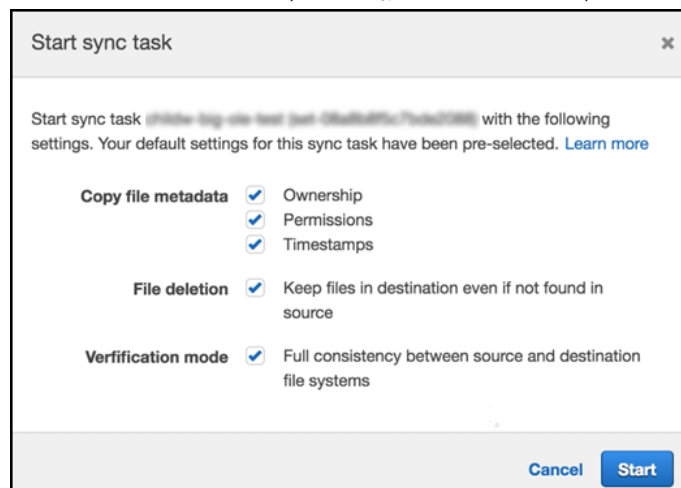 Start sync task
Start sync task with the following
settings. Your default settings for this sync task have been pre-selected. Learn more
Copy file metadata Ownership
Permissions
Timestamps
File deletion Keep files in destination even if not found in
source
Verfification mode Full consistency between source and destination
file systems
Cancel Start